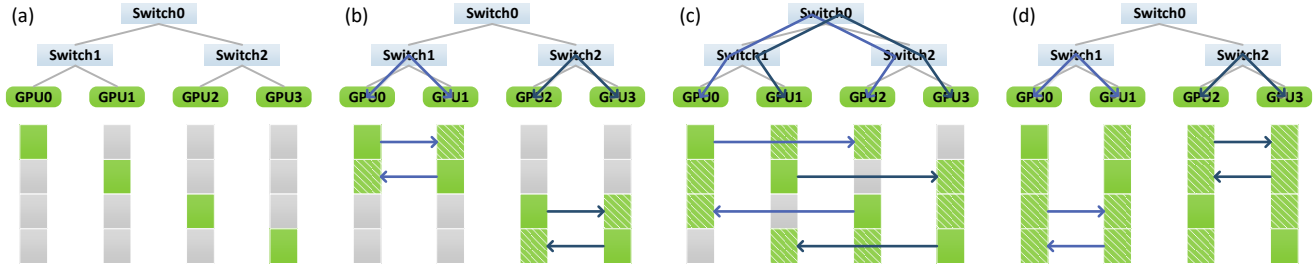 (a) Switch0 (b) Switch0 (c) Switch0 (d) Switch0
Switch1 Switch2 Switch1 Switch2 Switch1 Switch2 Switch1 Switch2
GPU0 GPU1 GPU2 GPU3 GPU0 GPU1 GPU2 GPU3 GPU0 GPU1 GPU2 GPU3 GPU0 GPU1 GPU2 GPU3